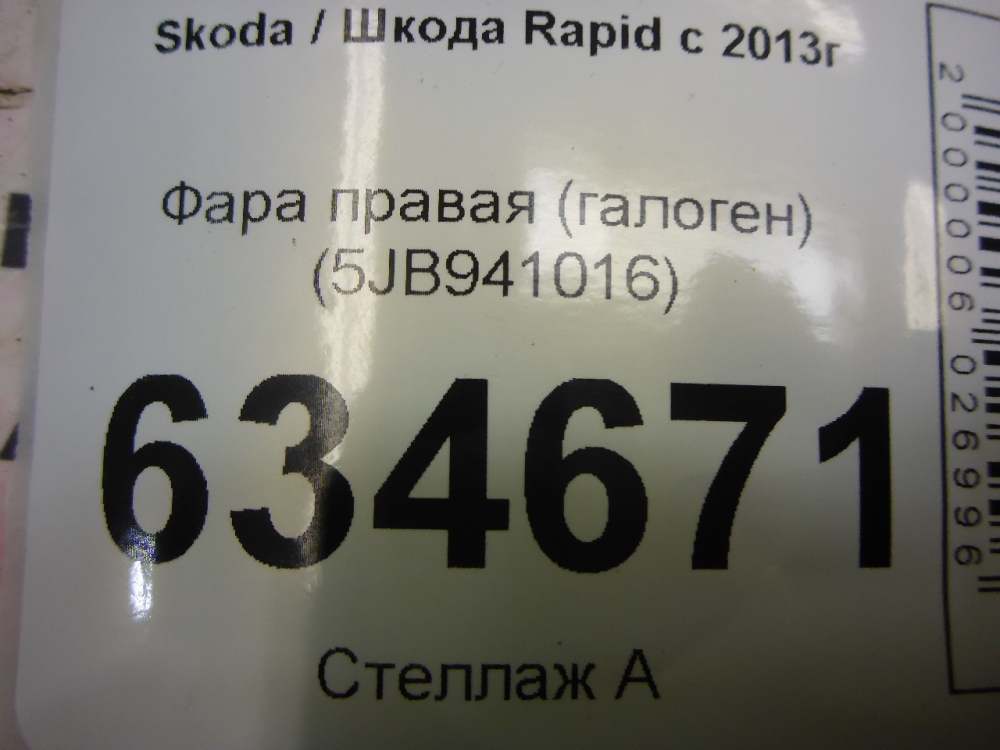 Skoda / Шкода Rapid с 2013г
Фара правая (галоген)
(5JB941016)
634671
Стеллаж А
2000006026996